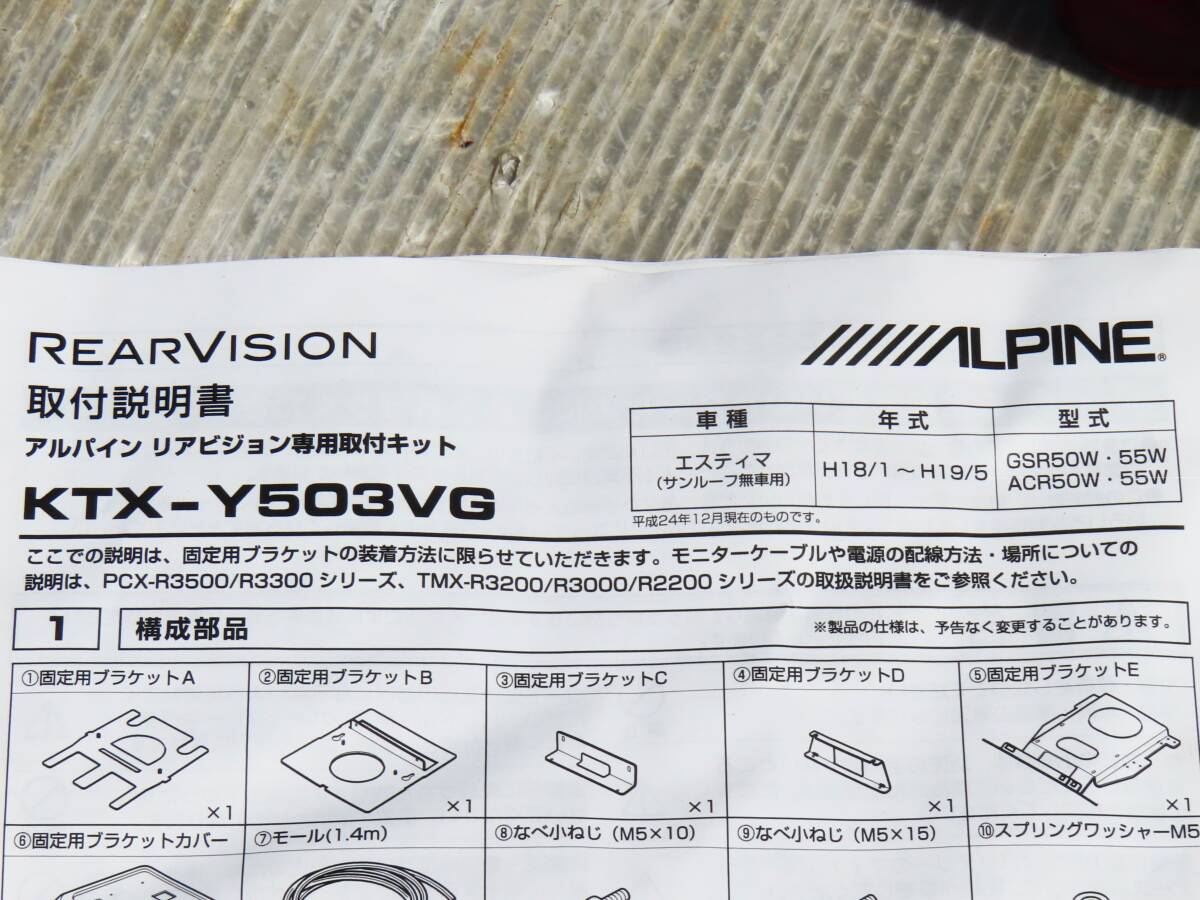 REARVISION
ALPINE®
取付説明書
アルパイン リアビジョン専用取付キット
KTX-Y503VG
車種 年式 型式
エスティマ
(サンルーフ無車用)
H18/1 〜 H19/5
GSR50W・55W
ACR50W・55W
平成24年12月現在のものです。
ここでの説明は、固定用ブラケットの装着方法に限らせていただきます。モニターケーブルや電源の配線方法・場所についての
説明は、PCX-R3500/R3300 シリーズ、TMX-R3200/R3000/R2200 シリーズの取扱説明書をご参照ください。
1 構成部品
※製品の仕様は、予告なく変更することがあります。
①固定用ブラケットA ②固定用ブラケットB ③固定用ブラケットC ④固定用ブラケットD ⑤固定用ブラケットE
×1 ×1 ×1 ×1 ×1
⑥固定用ブラケットカバー ⑦モール(1.4m) ⑧なべ小ねじ(M5×10) ⑨なべ小ねじ(M5×15) ⑩スプリングワッシャーM5